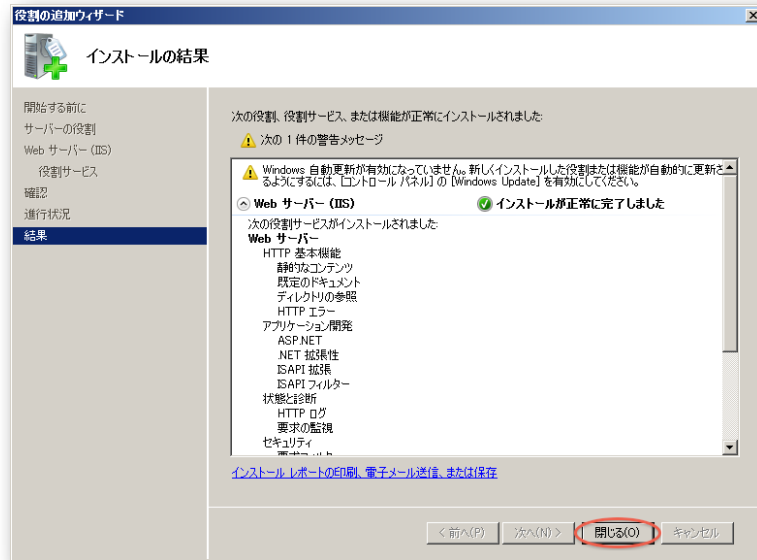 役割の追加ウィザード
インストールの結果
開始する前に
サーバーの役割
Web サーバー (IIS)
役割サービス
確認
進行状況
結果
次の役割、役割サービス、または機能が正常にインストールされました:
次の 1 件の警告メッセージ
Windows 自動更新が有効になっていません。新しくインストールした役割または機能が自動的に更新さ
るようにするには、[コントロール パネル] の [Windows Update] を有効にしてください。
Web サーバー (IIS) インストールが正常に完了しました
次の役割サービスがインストールされました:
Web サーバー
HTTP 基本機能
静的なコンテンツ
既定のドキュメント
ディレクトリの参照
HTTP エラー
アプリケーション開発
ASP.NET
.NET 拡張性
ISAPI 拡張
ISAPI フィルター
状態と診断
HTTP ログ
要求の監視
セキュリティ
インストール レポートの印刷、電子メール送信、または保存
< 前へ(P) 次へ(N) > 閉じる(O) キャンセル